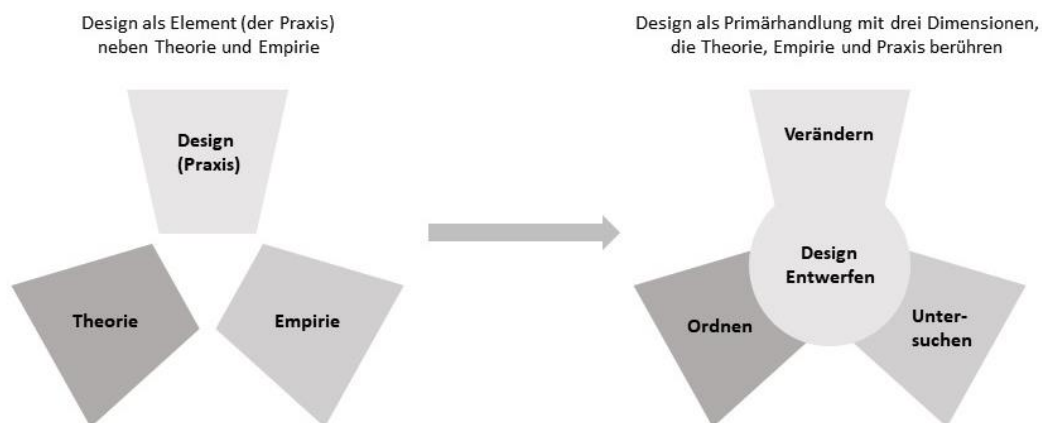 Design als Element (der Praxis)
neben Theorie und Empirie
Design
(Praxis)
Theorie
Empirie
Design als Primärhandlung mit drei Dimensionen,
die Theorie, Empirie und Praxis berühren
Verändern
Design
Entwerfen
Ordnen
Unter-
suchen